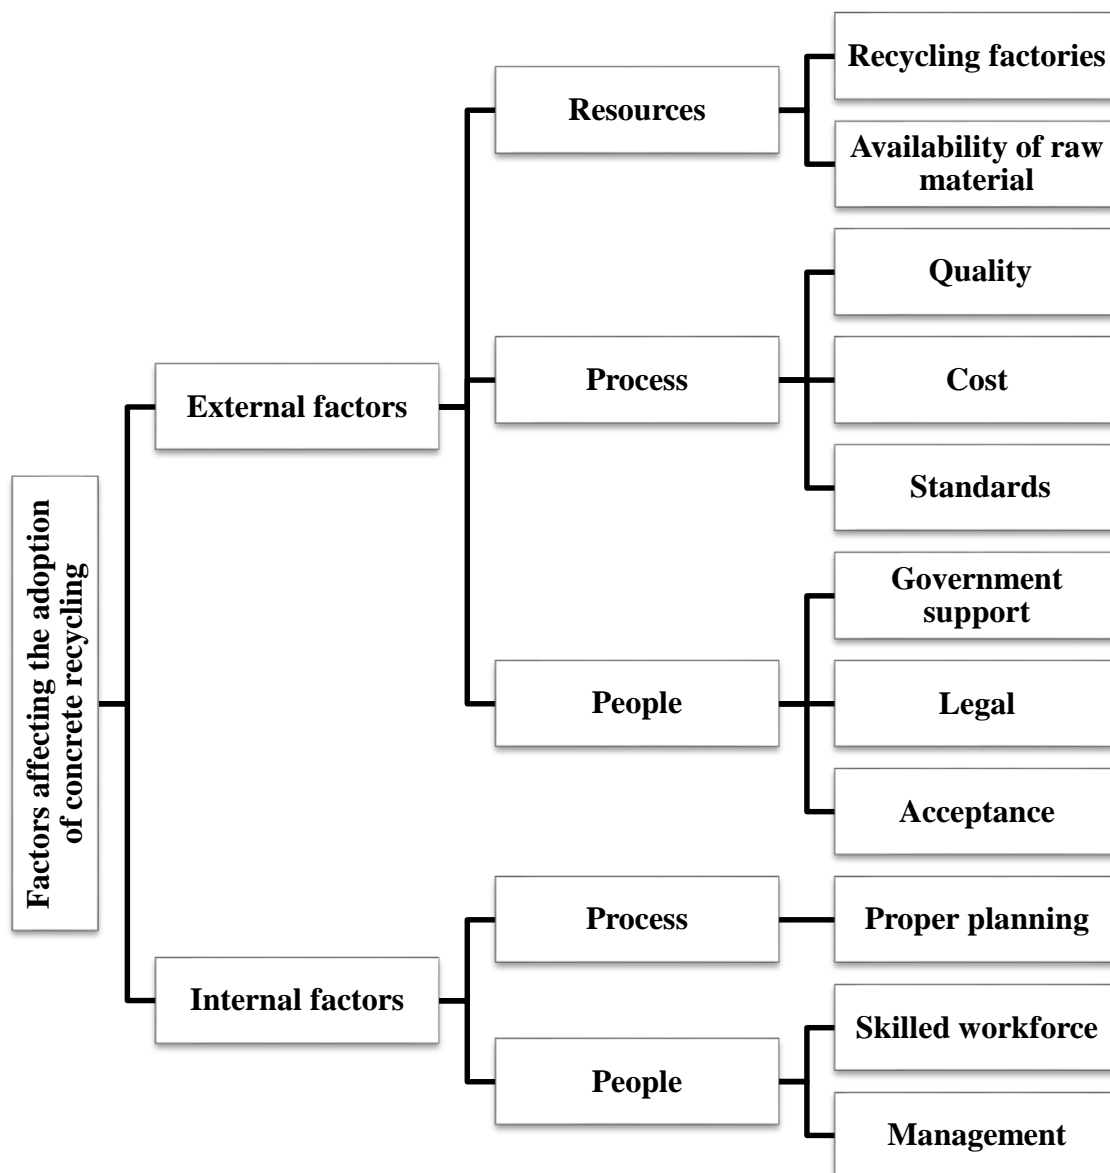 Factors affecting the adoption
of concrete recycling
External factors
Resources
Recycling factories
Availability of raw
material
Process
Quality
Cost
Standards
People
Government
support
Legal
Acceptance
Internal factors
Process
Proper planning
People
Skilled workforce
Management